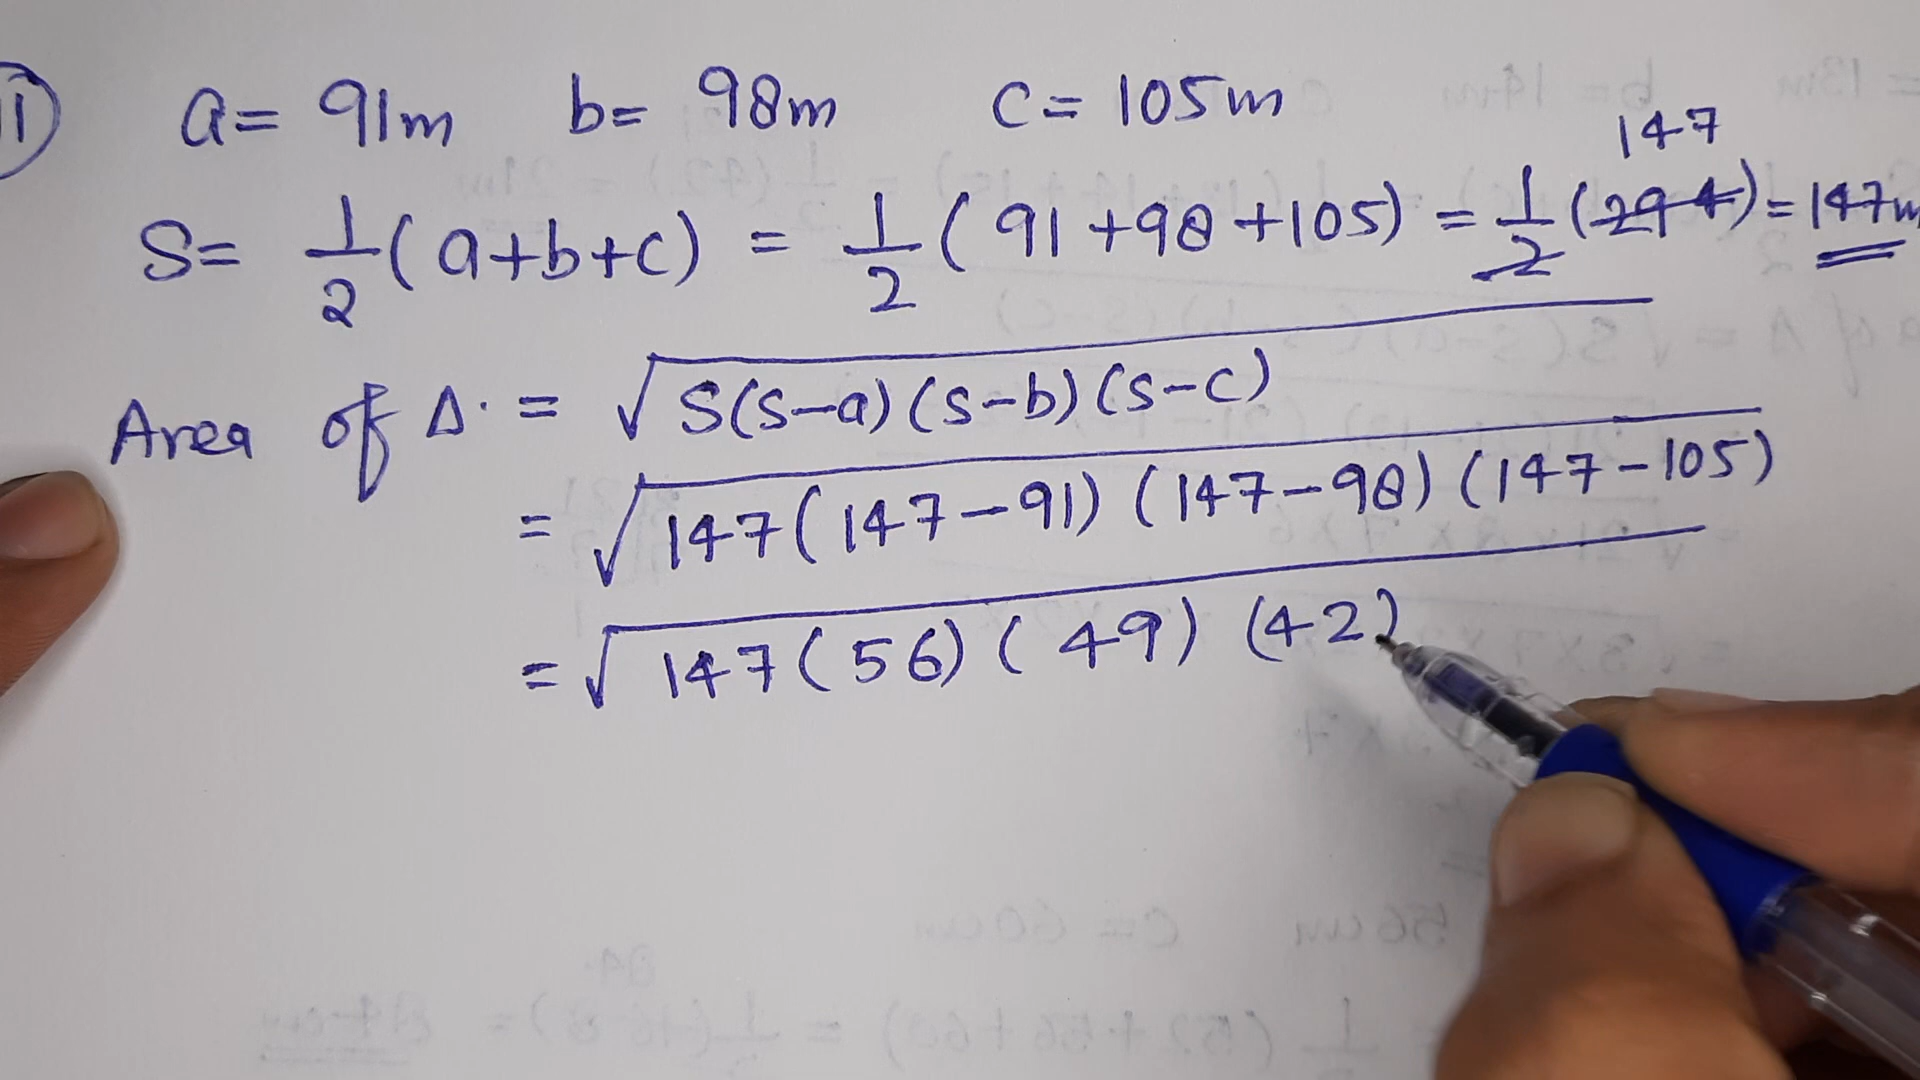 ii a = 91m b = 98m c = 105m
147
S = 1/2 (a+b+c) = 1/2 (91+98+105) = 1/2 (294) = 147m
Area of Δ. = √S(S-a)(S-b)(S-c)
= √147(147-91)(147-98)(147-105)
= √147(56)(49)(42)